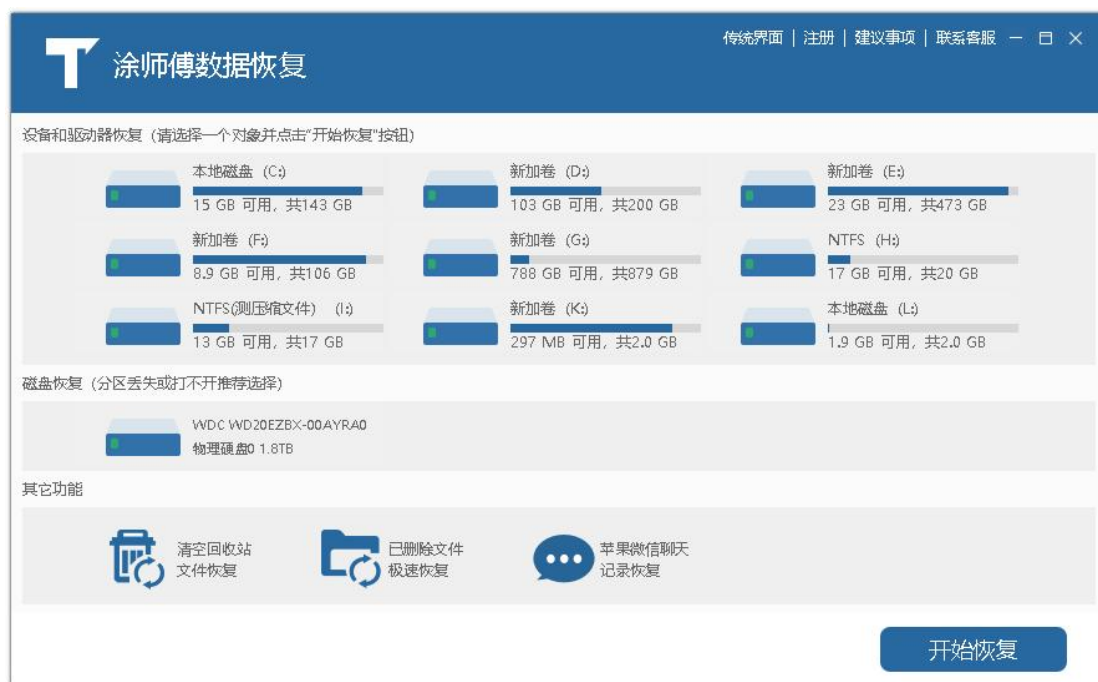 传统界面 | 注册 | 建议事项 | 联系客服
涂师傅数据恢复
设备和驱动器恢复（请选择一个对象并点击"开始恢复"按钮）
本地磁盘 (C:)
15 GB 可用，共143 GB
新加卷 (D:)
103 GB 可用，共200 GB
新加卷 (E:)
23 GB 可用，共473 GB
新加卷 (F:)
8.9 GB 可用，共106 GB
新加卷 (G:)
788 GB 可用，共879 GB
NTFS (H:)
17 GB 可用，共20 GB
NTFS(测压缩文件) (I:)
13 GB 可用，共17 GB
新加卷 (K:)
297 MB 可用，共2.0 GB
本地磁盘 (L:)
1.9 GB 可用，共2.0 GB
磁盘恢复（分区丢失或打不开推荐选择）
WDC WD20EZBX-00AYRA0
物理硬盘0 1.8TB
其它功能
清空回收站
文件恢复
已删除文件
极速恢复
苹果微信聊天
记录恢复
开始恢复